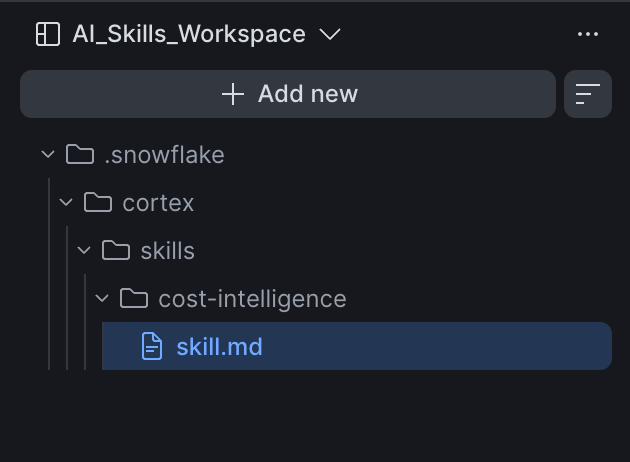 AI_Skills_Workspace
Add new
.snowflake
cortex
skills
cost-intelligence
skill.md